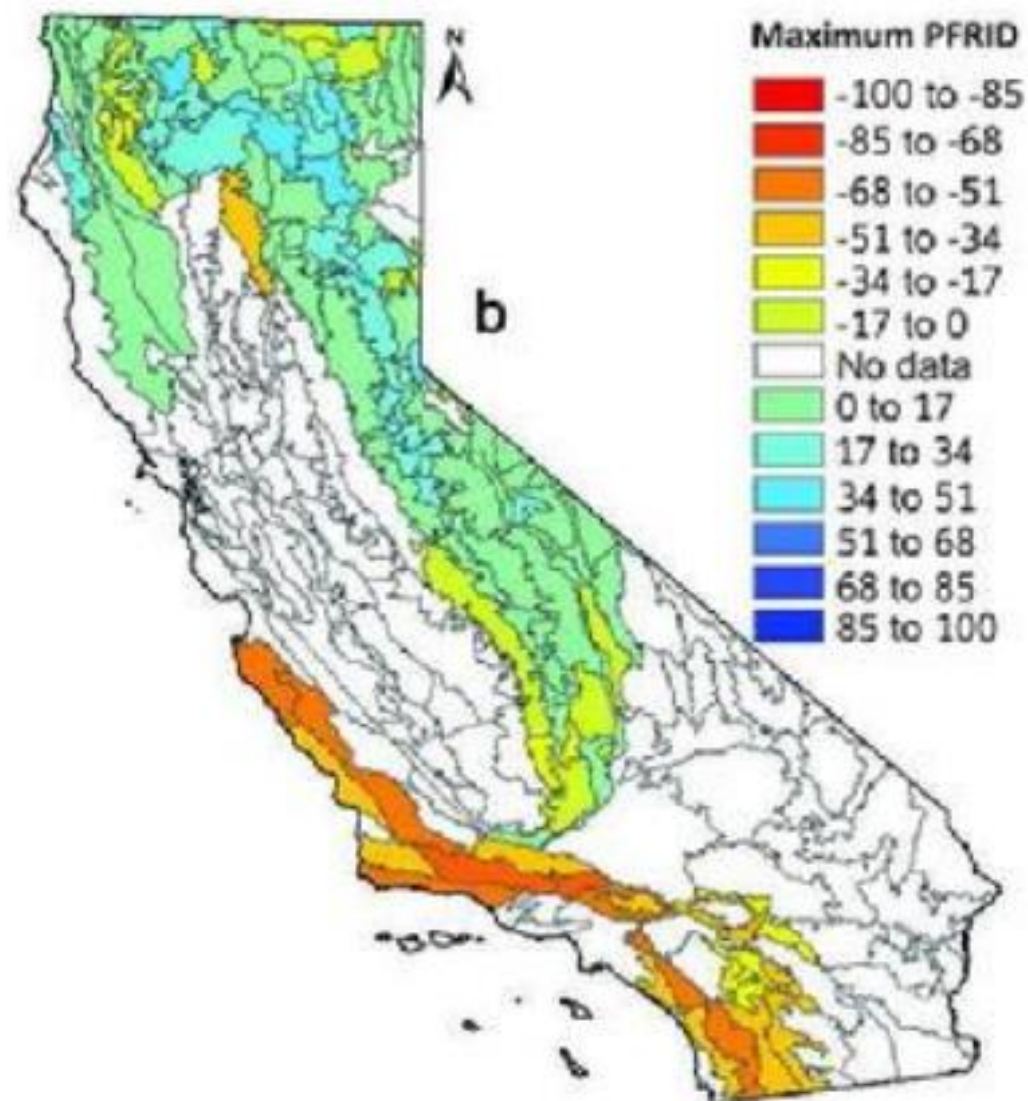 N
Maximum PFRID
-100 to -85
-85 to -68
-68 to -51
-51 to -34
-34 to -17
-17 to 0
No data
0 to 17
17 to 34
34 to 51
51 to 68
68 to 85
85 to 100
b